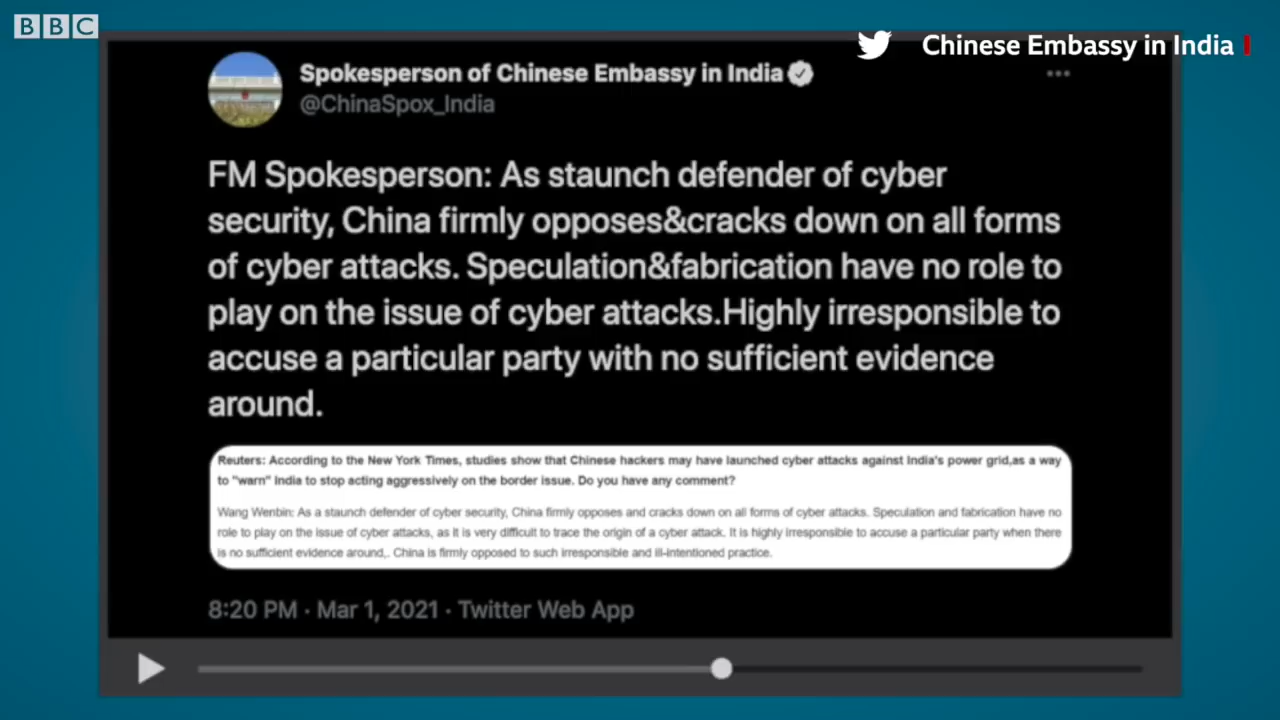 BBC
Chinese Embassy in India
Spokesperson of Chinese Embassy in India
@ChinaSpox_India
FM Spokesperson: As staunch defender of cyber
security, China firmly opposes&cracks down on all forms
of cyber attacks. Speculation&fabrication have no role to
play on the issue of cyber attacks.Highly irresponsible to
accuse a particular party with no sufficient evidence
around.
Reuters: According to the New York Times, studies show that Chinese hackers may have launched cyber attacks against India's power grid,as a way
to "warn" India to stop acting aggressively on the border issue. Do you have any comment?
Wang Wenbin: As a staunch defender of cyber security, China firmly opposes and cracks down on all forms of cyber attacks. Speculation and fabrication have no
role to play on the issue of cyber attacks, as it is very difficult to trace the origin of a cyber attack. It is highly irresponsible to accuse a particular party when there
is no sufficient evidence around,. China is firmly opposed to such irresponsible and ill-intentioned practice.
8:20 PM · Mar 1, 2021 · Twitter Web App